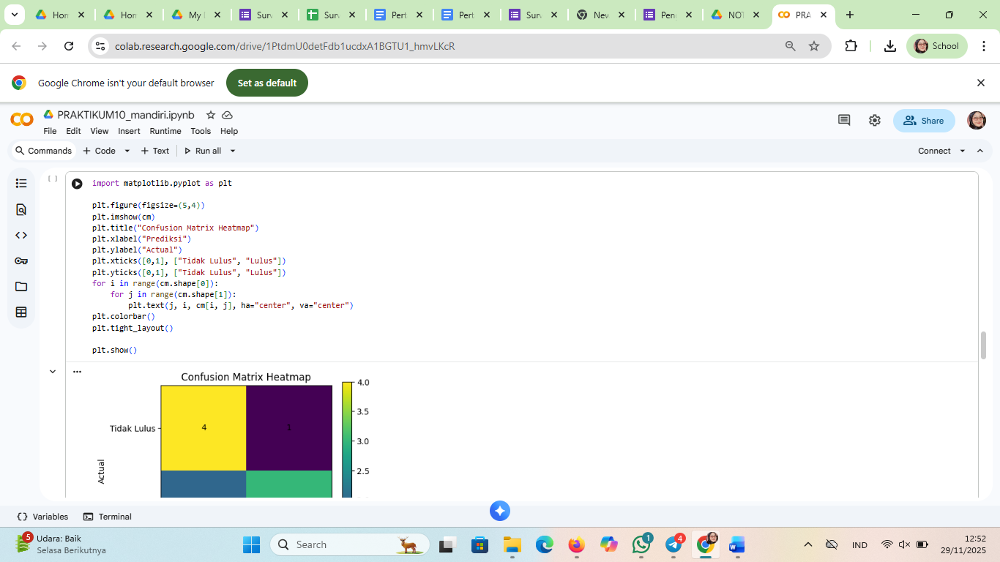 Hom
Hom
My I
Surv
Surv
Pert
Pert
Surv
New
Pen
NOT
PRA
colab.research.google.com/drive/1PtdmU0detFdb1ucdxA1BGTU1_hmvLKcR
School
Google Chrome isn't your default browser
Set as default
PRAKTIKUM10_mandiri.ipynb
File Edit View Insert Runtime Tools Help
Share
Commands + Code + Text Run all
Connect
[ ]
import matplotlib.pyplot as plt
plt.figure(figsize=(5,4))
plt.imshow(cm)
plt.title("Confusion Matrix Heatmap")
plt.xlabel("Prediksi")
plt.ylabel("Actual")
plt.xticks([0,1], ["Tidak Lulus", "Lulus"])
plt.yticks([0,1], ["Tidak Lulus", "Lulus"])
for i in range(cm.shape[0]):
    for j in range(cm.shape[1]):
        plt.text(j, i, cm[i, j], ha="center", va="center")
plt.colorbar()
plt.tight_layout()
plt.show()
Confusion Matrix Heatmap
4.0
3.5
Tidak Lulus
4
1
3.0
2.5
Actual
Variables
Terminal
5
Udara: Baik
Selasa Berikutnya
Search
1
4
W
IND
12:52
29/11/2025